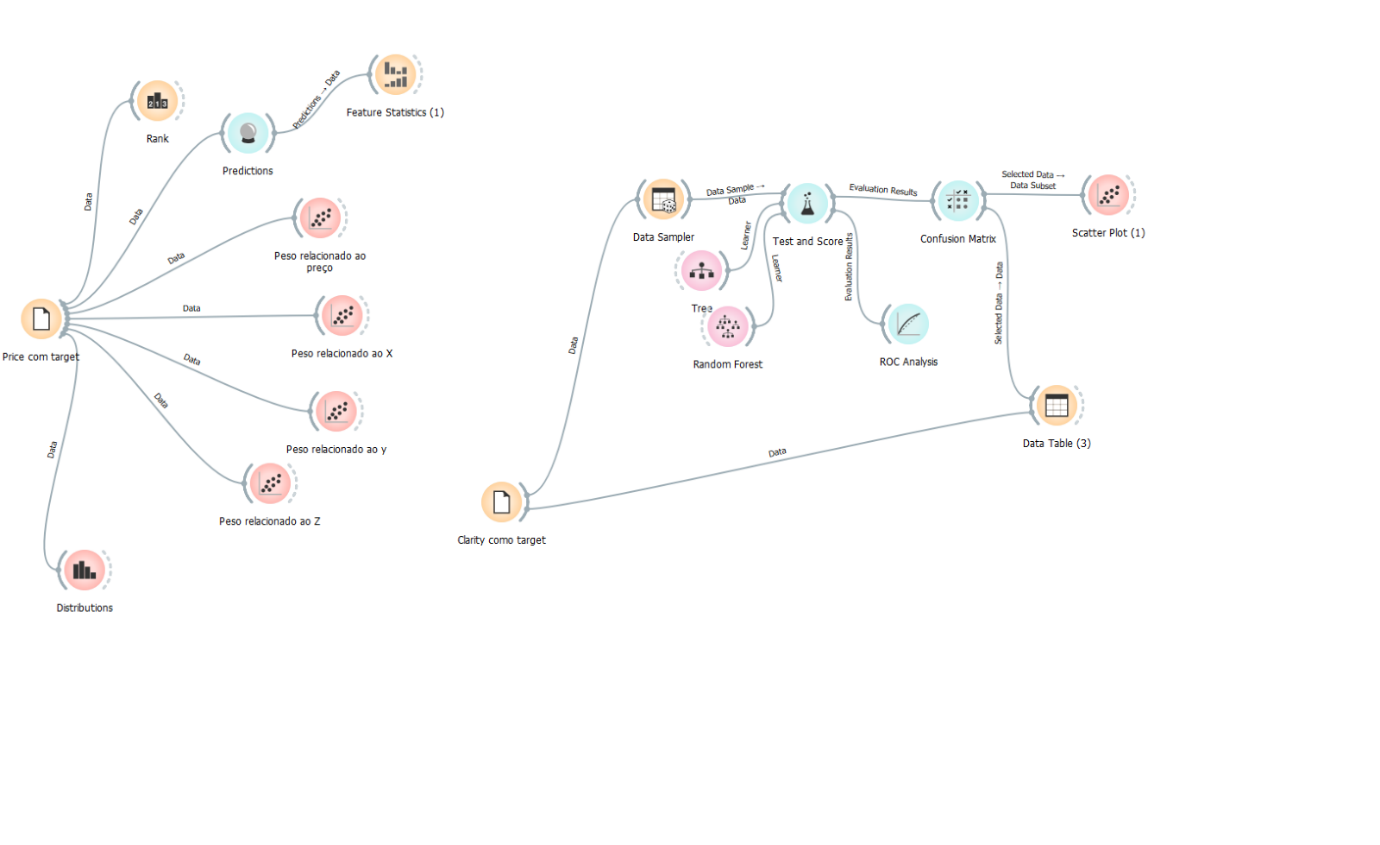 Feature Statistics (1)
Predictions → Data
Rank
213
Predictions
Data
Data
Peso relacionado ao
preço
Data
Data
Peso relacionado ao X
Price com target
Data
Data
Peso relacionado ao y
Data
Peso relacionado ao Z
Distributions
Data Sample →
Data
Data Sampler
Learner
Test and Score
Evaluation Results
Selected Data →
Data Subset
Confusion Matrix
Scatter Plot (1)
Tree
Learner
Evaluation Results
Random Forest
ROC Analysis
Selected Data → Data
Data
Data Table (3)
Data
Clarity como target